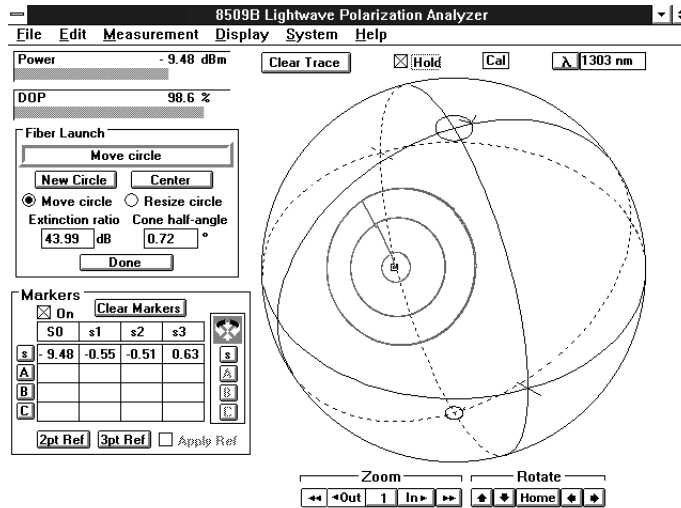 8509B Lightwave Polarization Analyzer
File Edit Measurement Display System Help
Power - 9.48 dBm
Clear Trace Hold Cal λ 1303 nm
DOP 98.6 %
Fiber Launch
Move circle
New Circle Center
Move circle Resize circle
Extinction ratio Cone half-angle
43.99 dB 0.72 °
Done
Markers
On Clear Markers
S0 s1 s2 s3
s - 9.48 -0.55 -0.51 0.63 s
A A
B B
C C
2pt Ref 3pt Ref Apply Ref
Zoom Rotate
Out 1 In Home